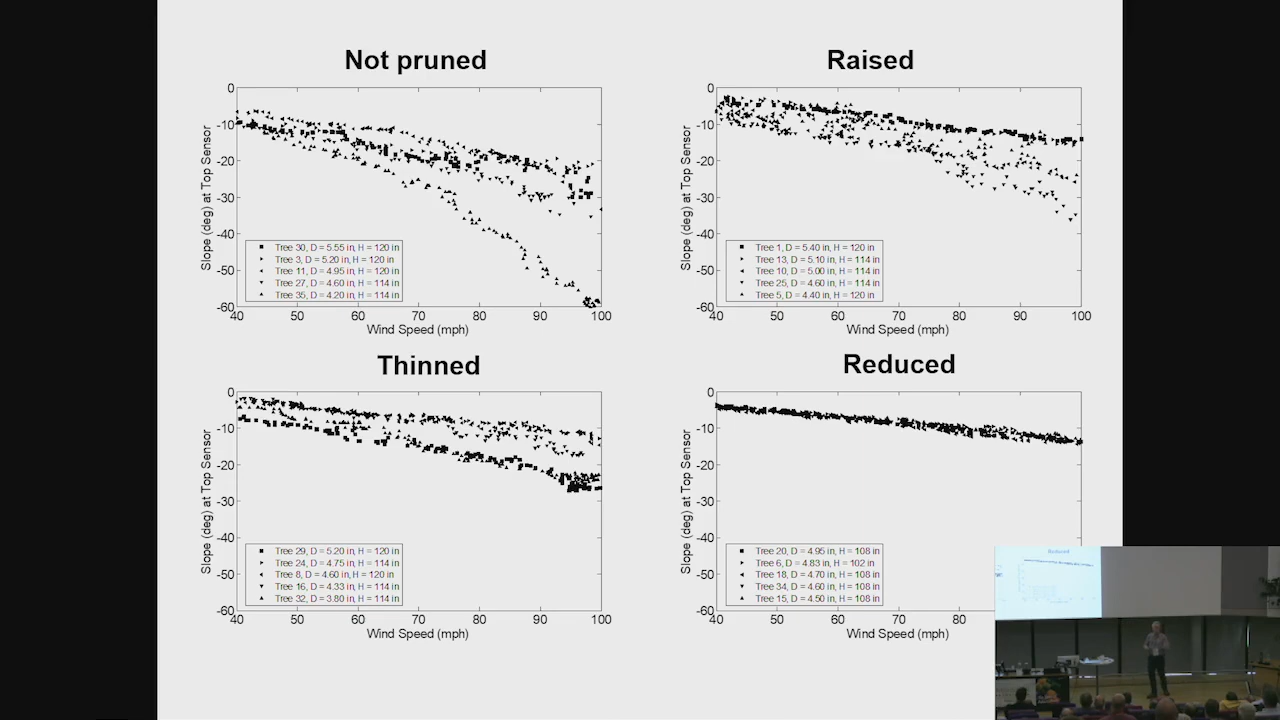 Not pruned
0
-10
-20
-30
-40
-50
-60
Slope (deg) at Top Sensor
Tree 30, D = 5.55 in, H = 120 in
Tree 3, D = 5.20 in, H = 120 in
Tree 11, D = 4.95 in, H = 120 in
Tree 27, D = 4.60 in, H = 114 in
Tree 35, D = 4.20 in, H = 114 in
40 50 60 70 80 90 100
Wind Speed (mph)
Raised
0
-10
-20
-30
-40
-50
-60
Slope (deg) at Top Sensor
Tree 1, D = 5.40 in, H = 120 in
Tree 13, D = 5.10 in, H = 114 in
Tree 10, D = 5.00 in, H = 114 in
Tree 25, D = 4.60 in, H = 114 in
Tree 5, D = 4.40 in, H = 120 in
40 50 60 70 80 90 100
Wind Speed (mph)
Thinned
0
-10
-20
-30
-40
-50
-60
Slope (deg) at Top Sensor
Tree 29, D = 5.20 in, H = 120 in
Tree 24, D = 4.75 in, H = 114 in
Tree 8, D = 4.60 in, H = 120 in
Tree 16, D = 4.33 in, H = 114 in
Tree 32, D = 3.80 in, H = 114 in
40 50 60 70 80 90 100
Wind Speed (mph)
Reduced
0
-10
-20
-30
-40
-50
-60
Slope (deg) at Top Sensor
Tree 20, D = 4.95 in, H = 108 in
Tree 6, D = 4.83 in, H = 102 in
Tree 18, D = 4.70 in, H = 108 in
Tree 34, D = 4.60 in, H = 108 in
Tree 15, D = 4.50 in, H = 108 in
40 50 60 70 80
Wind Speed (mph)
Reduced